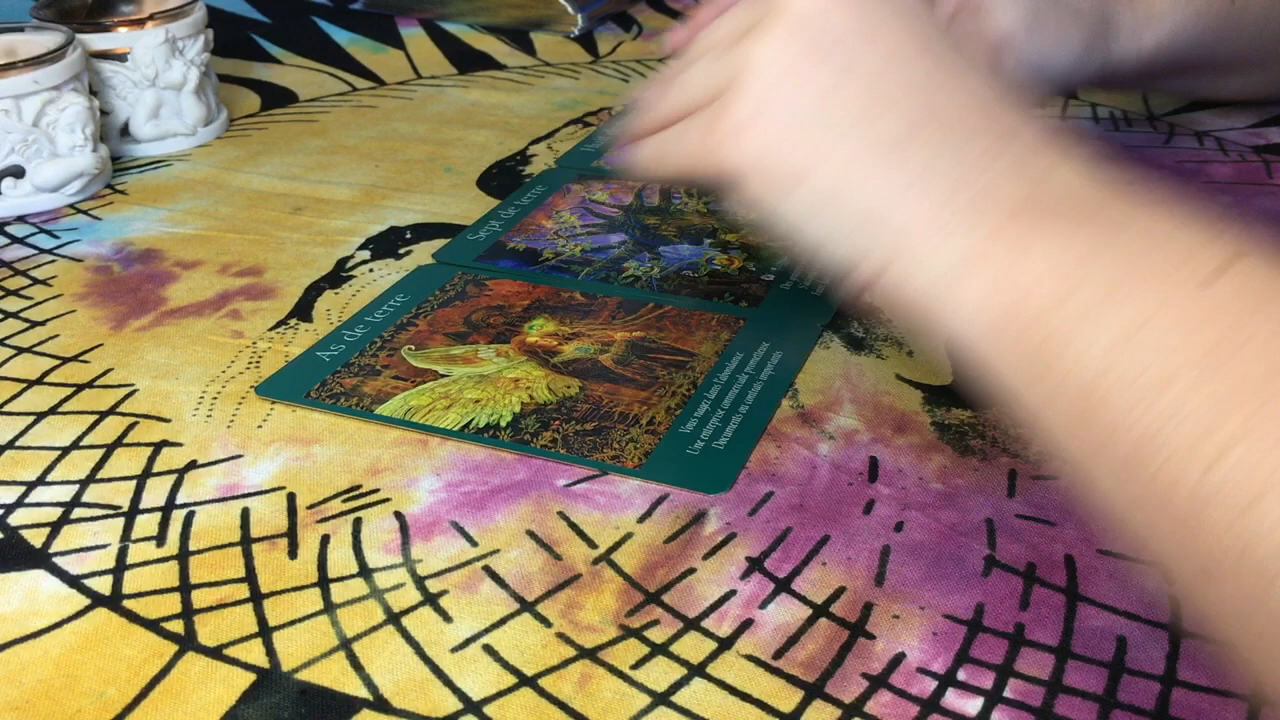 Sept de terre
As de terre
Vous nagez dans l'abondance
Une entreprise commerciale prometteuse
Documents ou contrats importants